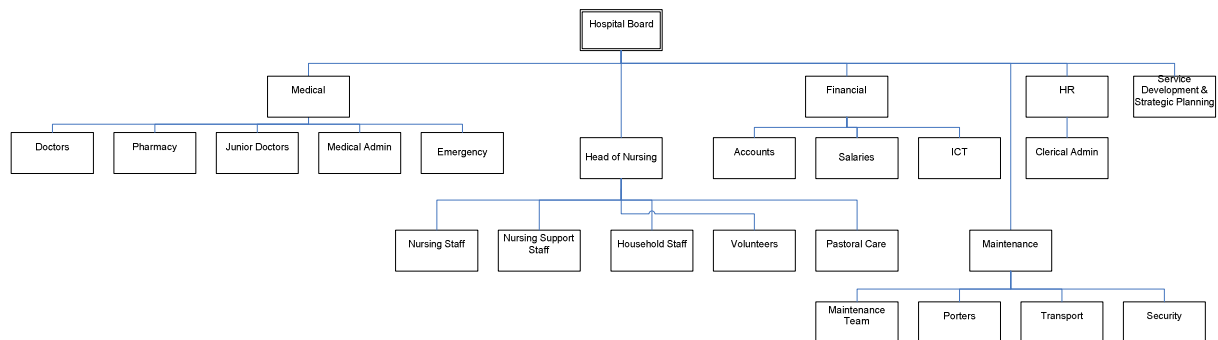 Hospital Board
Medical
Financial
HR
Service
Development &
Strategic Planning
Doctors
Pharmacy
Junior Doctors
Medical Admin
Emergency
Head of Nursing
Accounts
Salaries
ICT
Clerical Admin
Nursing Staff
Nursing Support
Staff
Household Staff
Volunteers
Pastoral Care
Maintenance
Maintenance
Team
Porters
Transport
Security